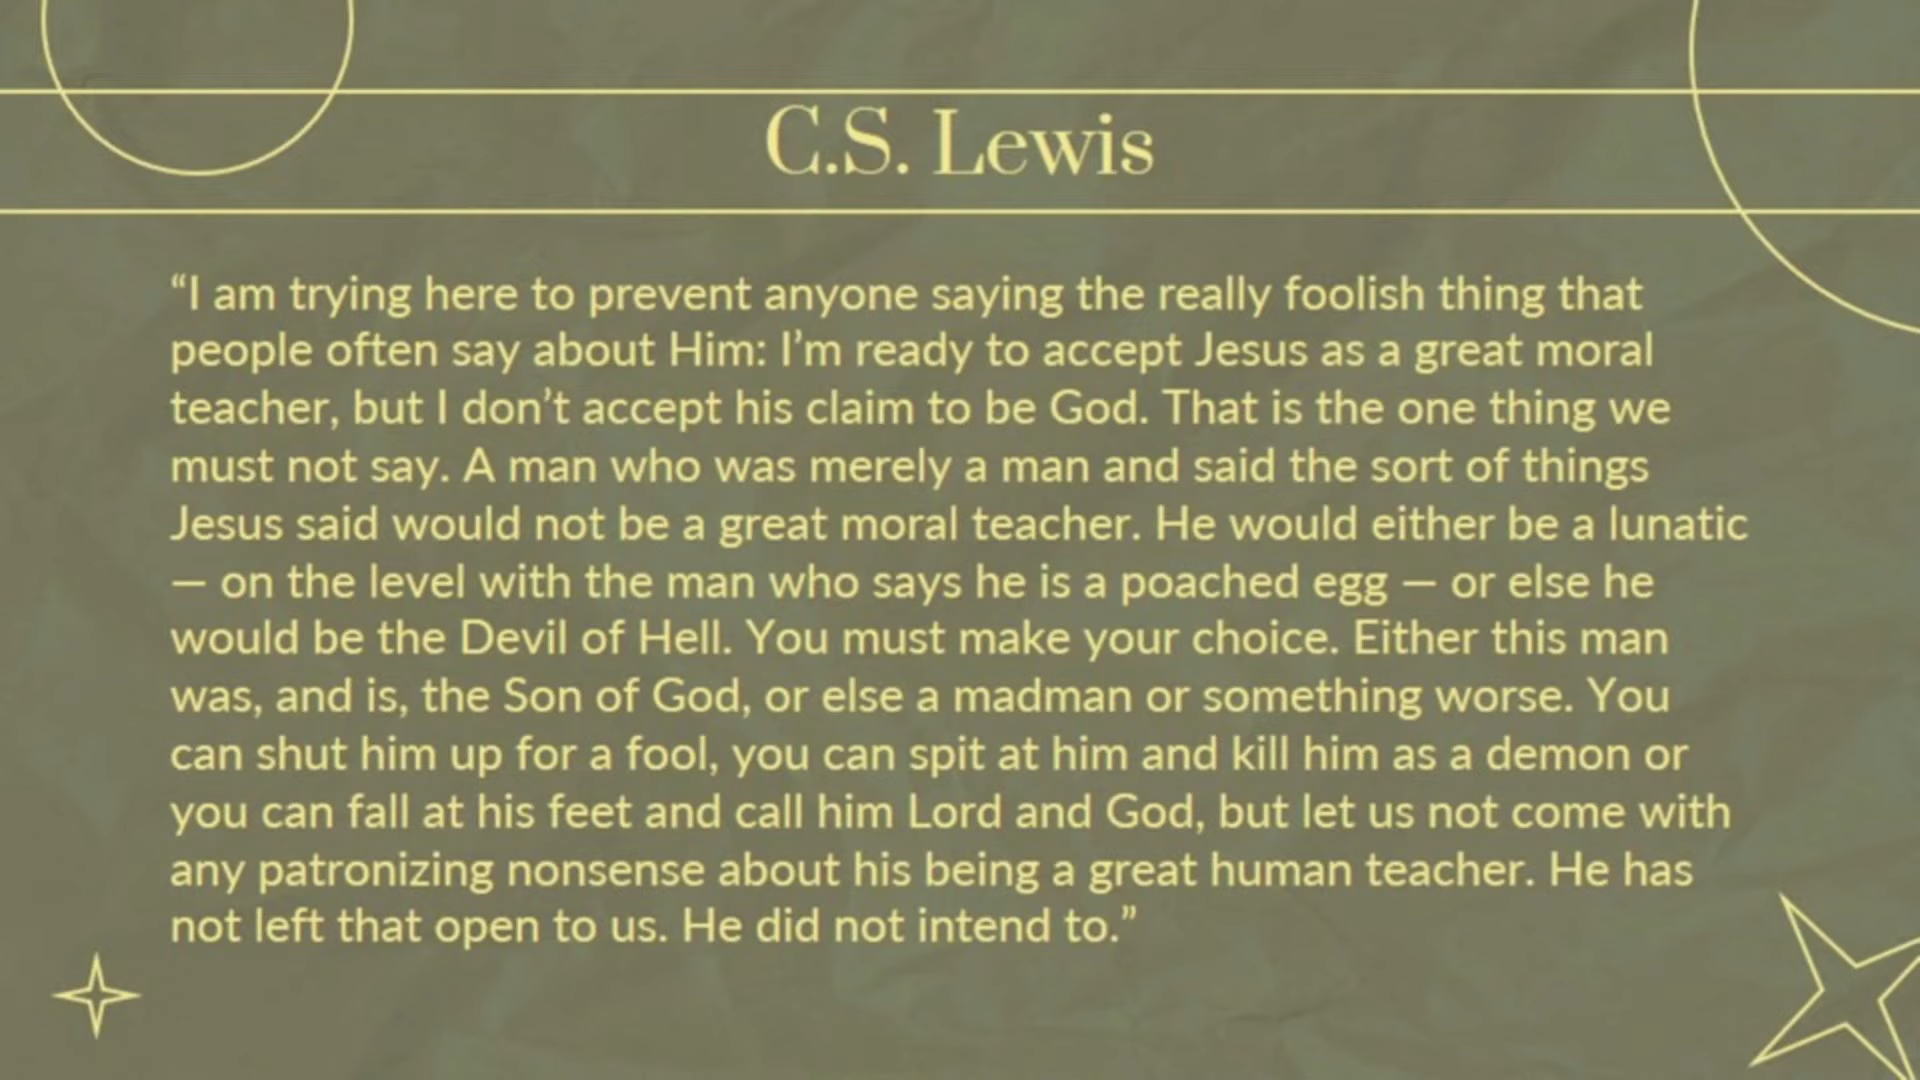 C.S. Lewis
“I am trying here to prevent anyone saying the really foolish thing that
people often say about Him: I’m ready to accept Jesus as a great moral
teacher, but I don’t accept his claim to be God. That is the one thing we
must not say. A man who was merely a man and said the sort of things
Jesus said would not be a great moral teacher. He would either be a lunatic
— on the level with the man who says he is a poached egg — or else he
would be the Devil of Hell. You must make your choice. Either this man
was, and is, the Son of God, or else a madman or something worse. You
can shut him up for a fool, you can spit at him and kill him as a demon or
you can fall at his feet and call him Lord and God, but let us not come with
any patronizing nonsense about his being a great human teacher. He has
not left that open to us. He did not intend to.”